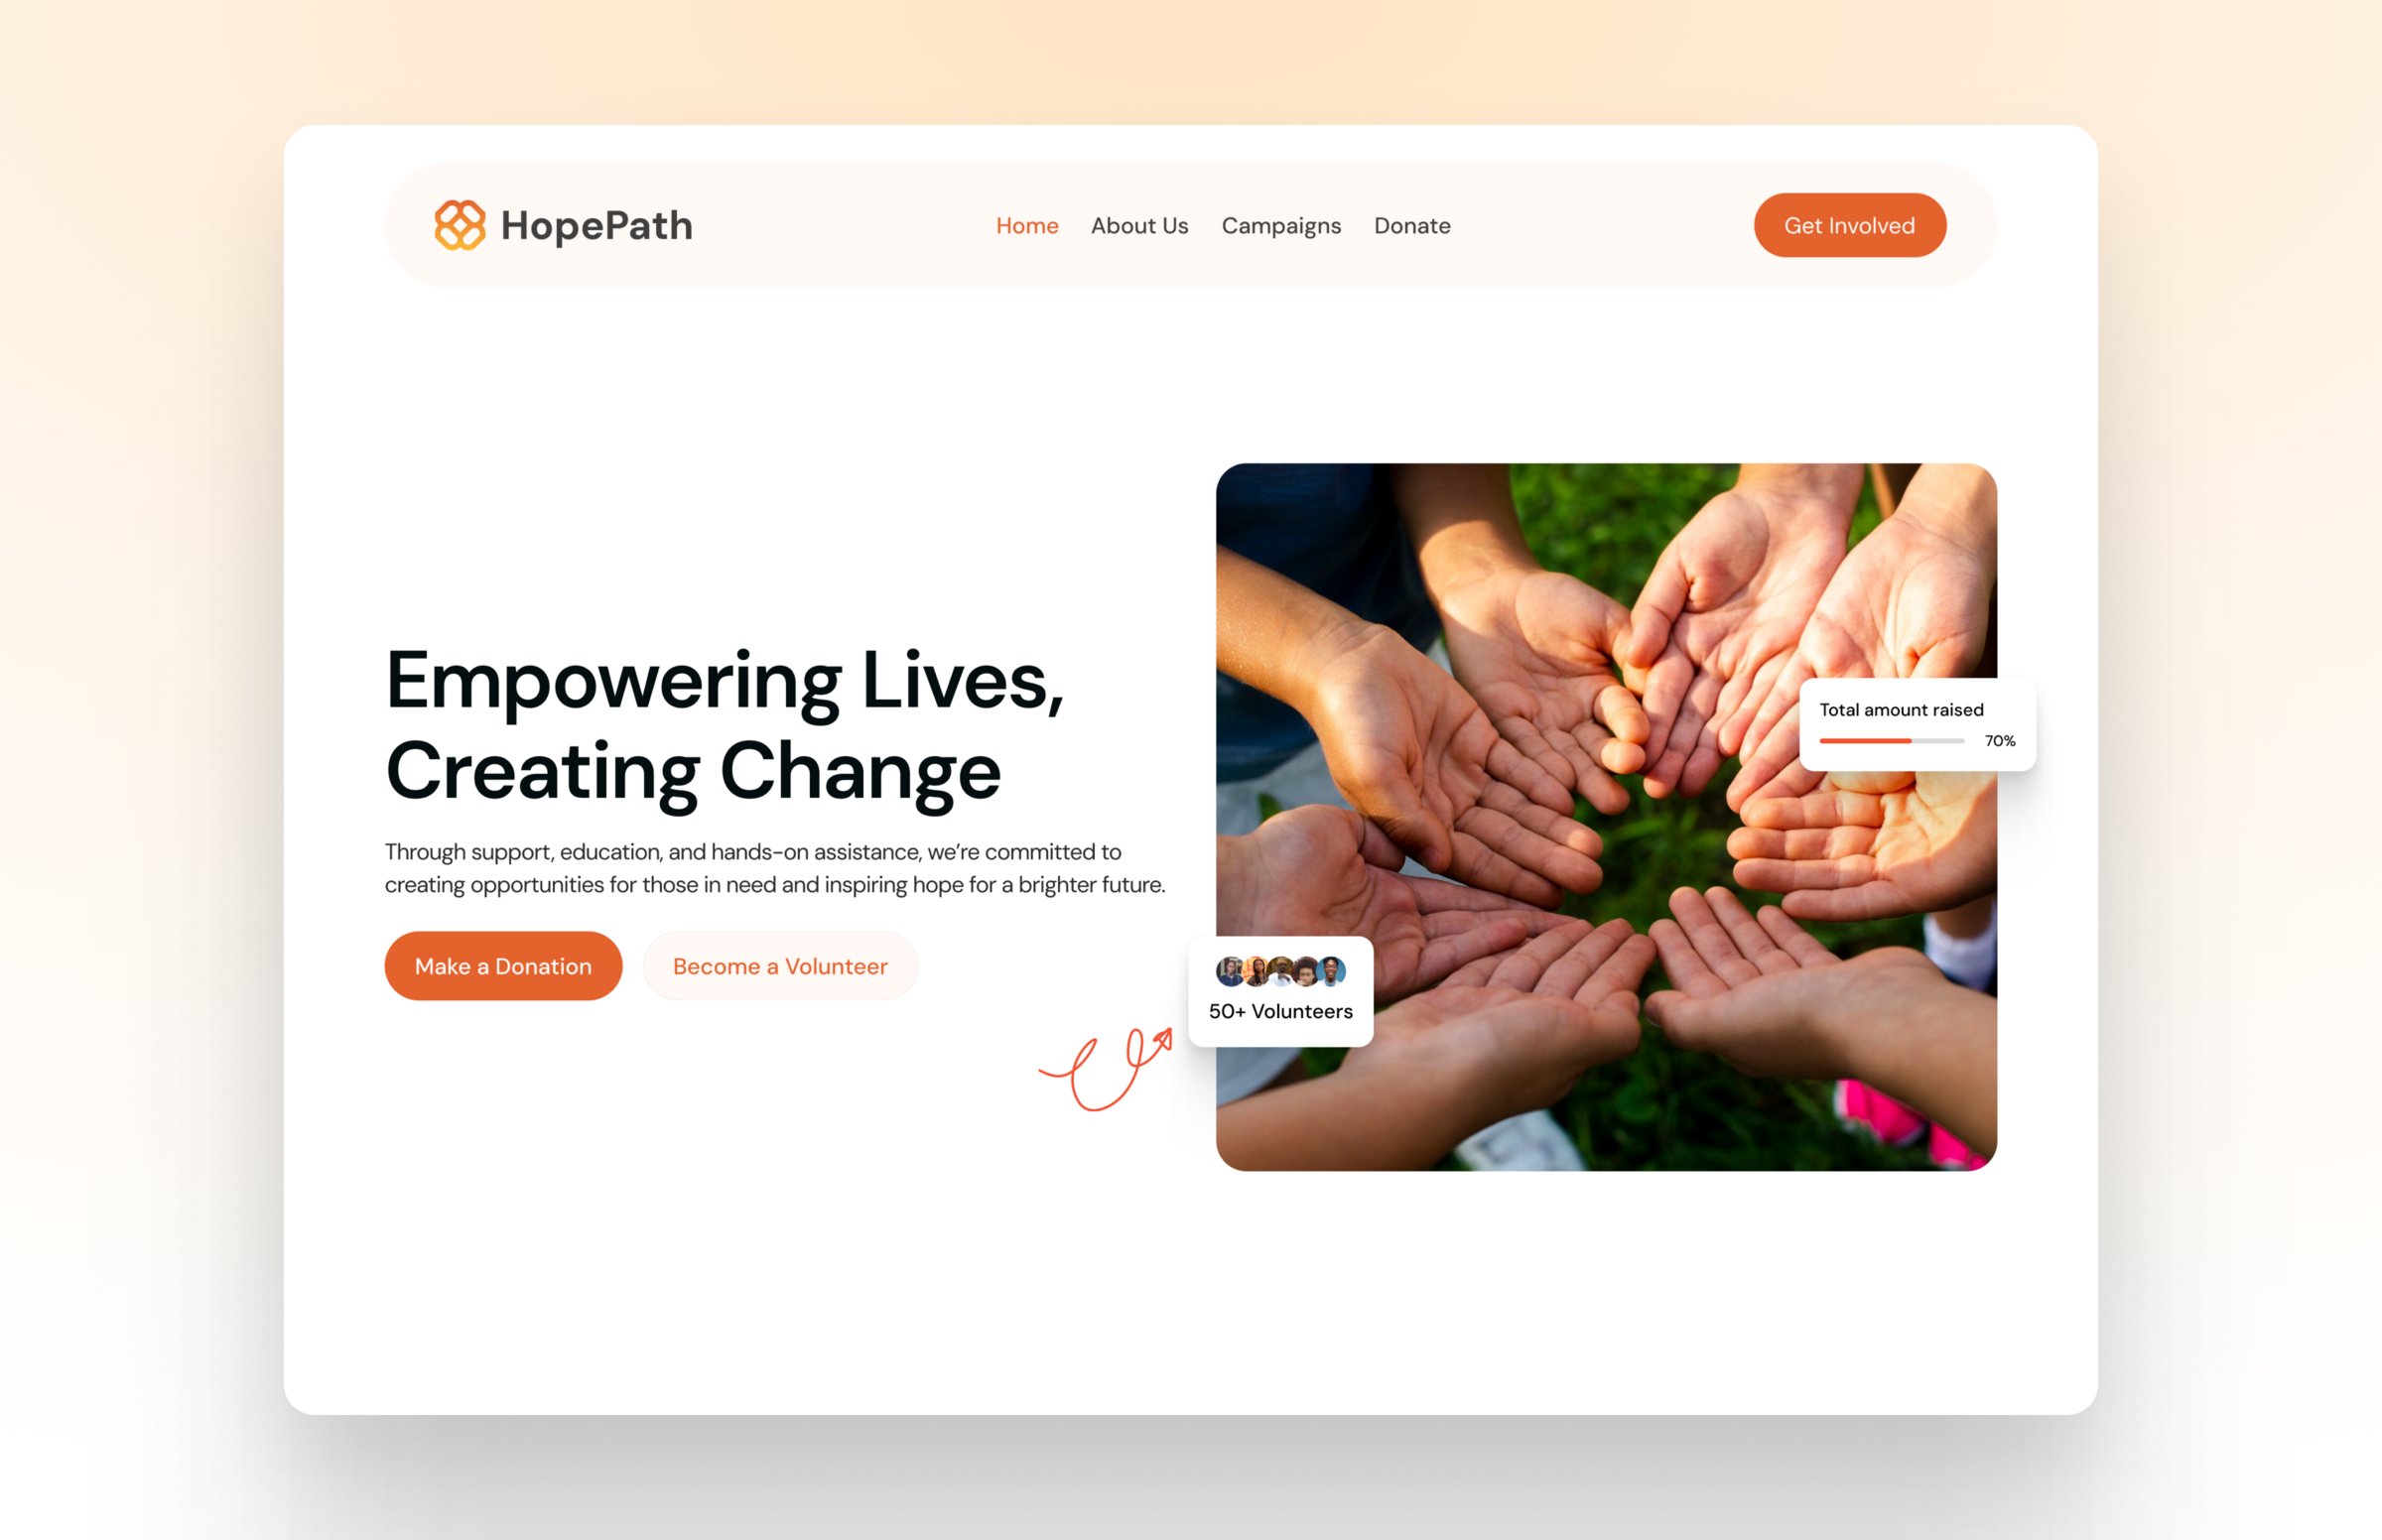 HopePath
Home
About Us
Campaigns
Donate
Get Involved
Empowering Lives,
Creating Change
Through support, education, and hands-on assistance, we’re committed to
creating opportunities for those in need and inspiring hope for a brighter future.
Make a Donation
Become a Volunteer
Total amount raised
70%
50+ Volunteers